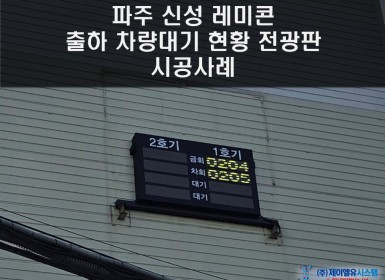 파주 신성 레미콘
출하 차량대기 현황 전광판
시공사례
2호기 1호기
금회 0204
차회 0205
대기
대기
(주)제이엘유시스템